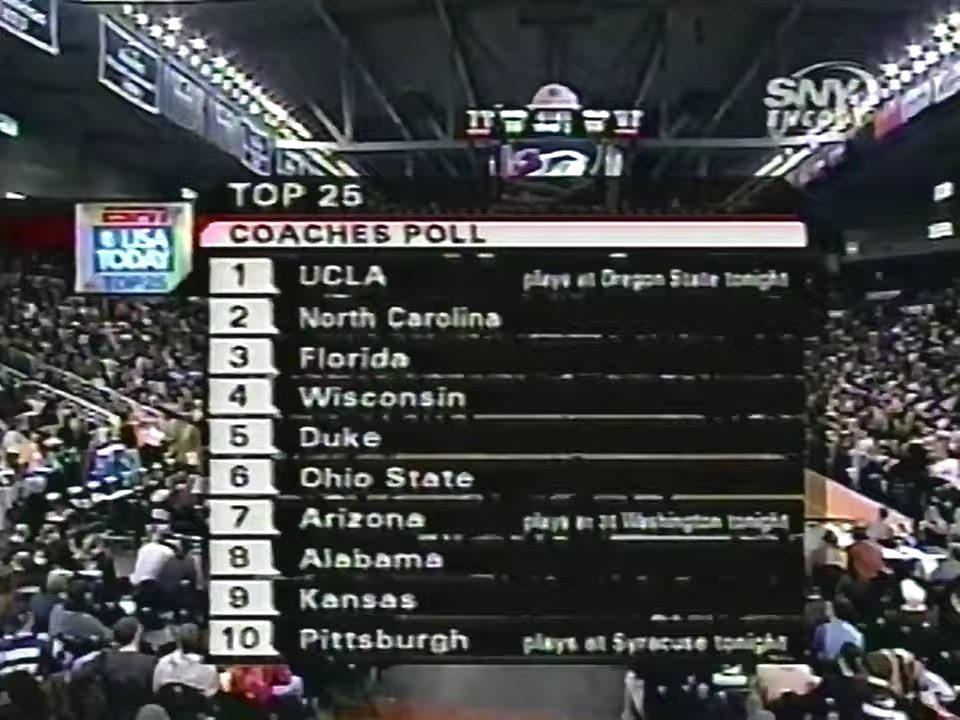 SNY
ENCORE
TOP 25
ESPN
USA
TODAY
TOP 25
COACHES POLL
1 UCLA plays at Oregon State tonight
2 North Carolina
3 Florida
4 Wisconsin
5 Duke
6 Ohio State
7 Arizona plays at Washington tonight
8 Alabama
9 Kansas
10 Pittsburgh plays at Syracuse tonight